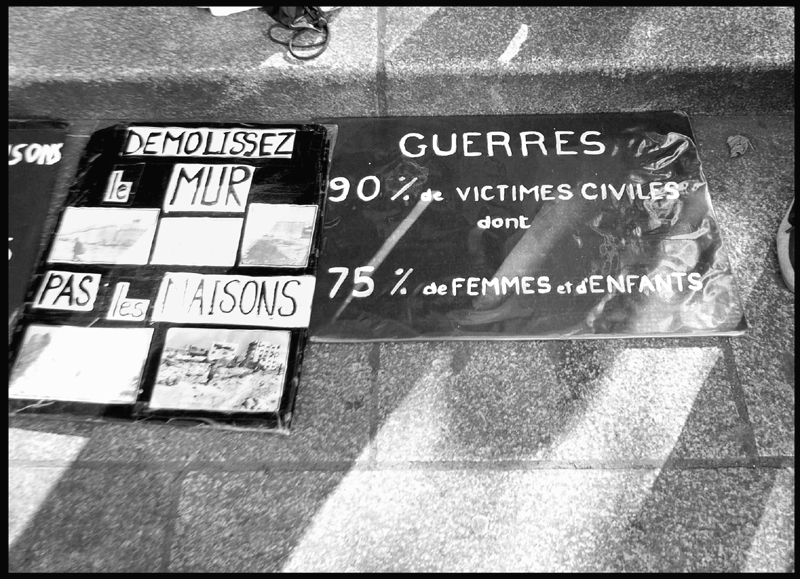 DEMOLISSEZ
le MUR
PAS les MAISONS
GUERRES
90 % de VICTIMES CIVILES
dont
75 % de FEMMES et d'ENFANTS